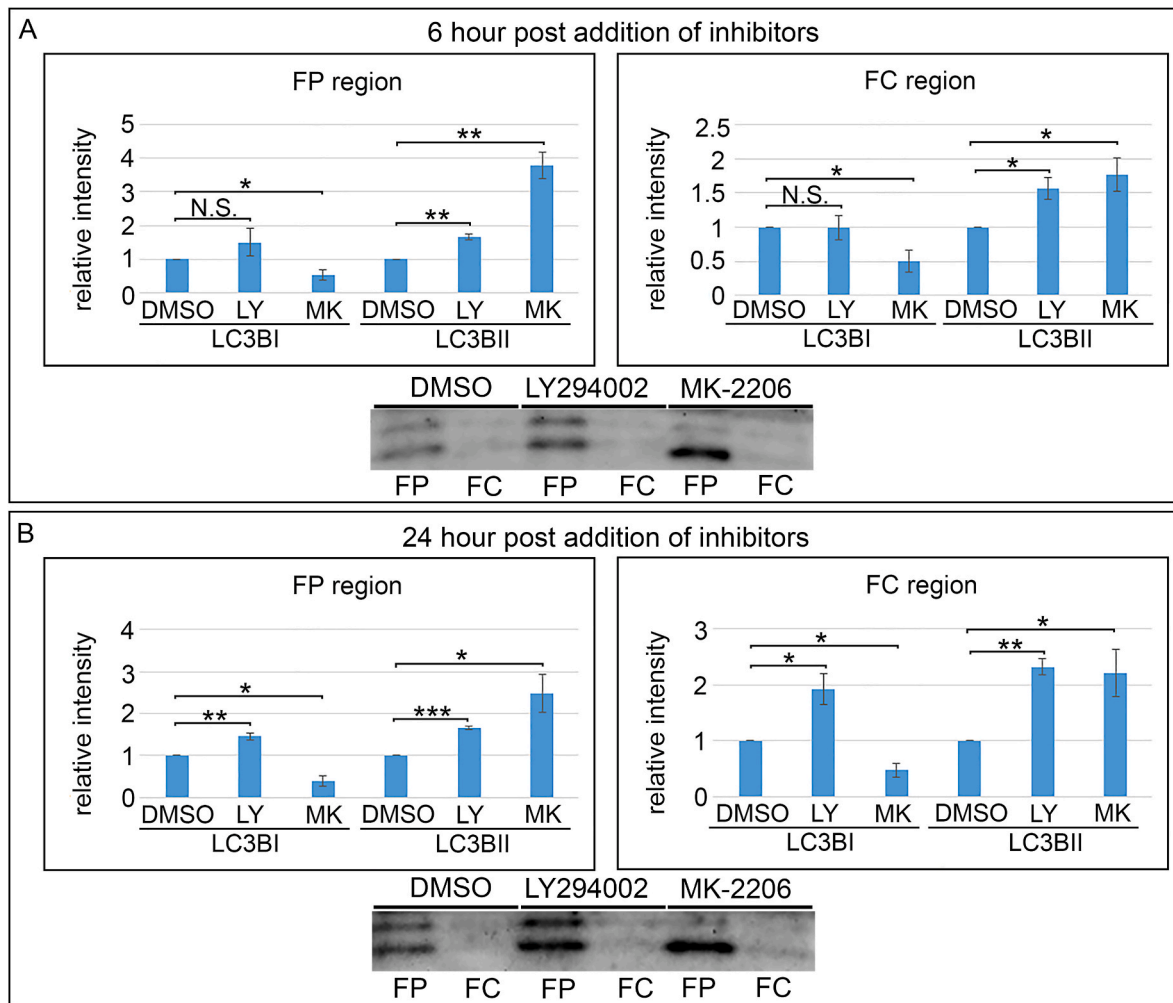 A
6 hour post addition of inhibitors
FP region
relative intensity
5
4
3
2
1
0
*
N.S.
**
**
DMSO LY MK DMSO LY MK
LC3BI LC3BII
FC region
relative intensity
2.5
2
1.5
1
0.5
0
*
N.S.
*
*
DMSO LY MK DMSO LY MK
LC3BI LC3BII
DMSO LY294002 MK-2206
FP FC FP FC FP FC
B
24 hour post addition of inhibitors
FP region
relative intensity
4
3
2
1
0
*
**
*
***
DMSO LY MK DMSO LY MK
LC3BI LC3BII
FC region
relative intensity
3
2
1
0
*
*
*
**
DMSO LY MK DMSO LY MK
LC3BI LC3BII
DMSO LY294002 MK-2206
FP FC FP FC FP FC